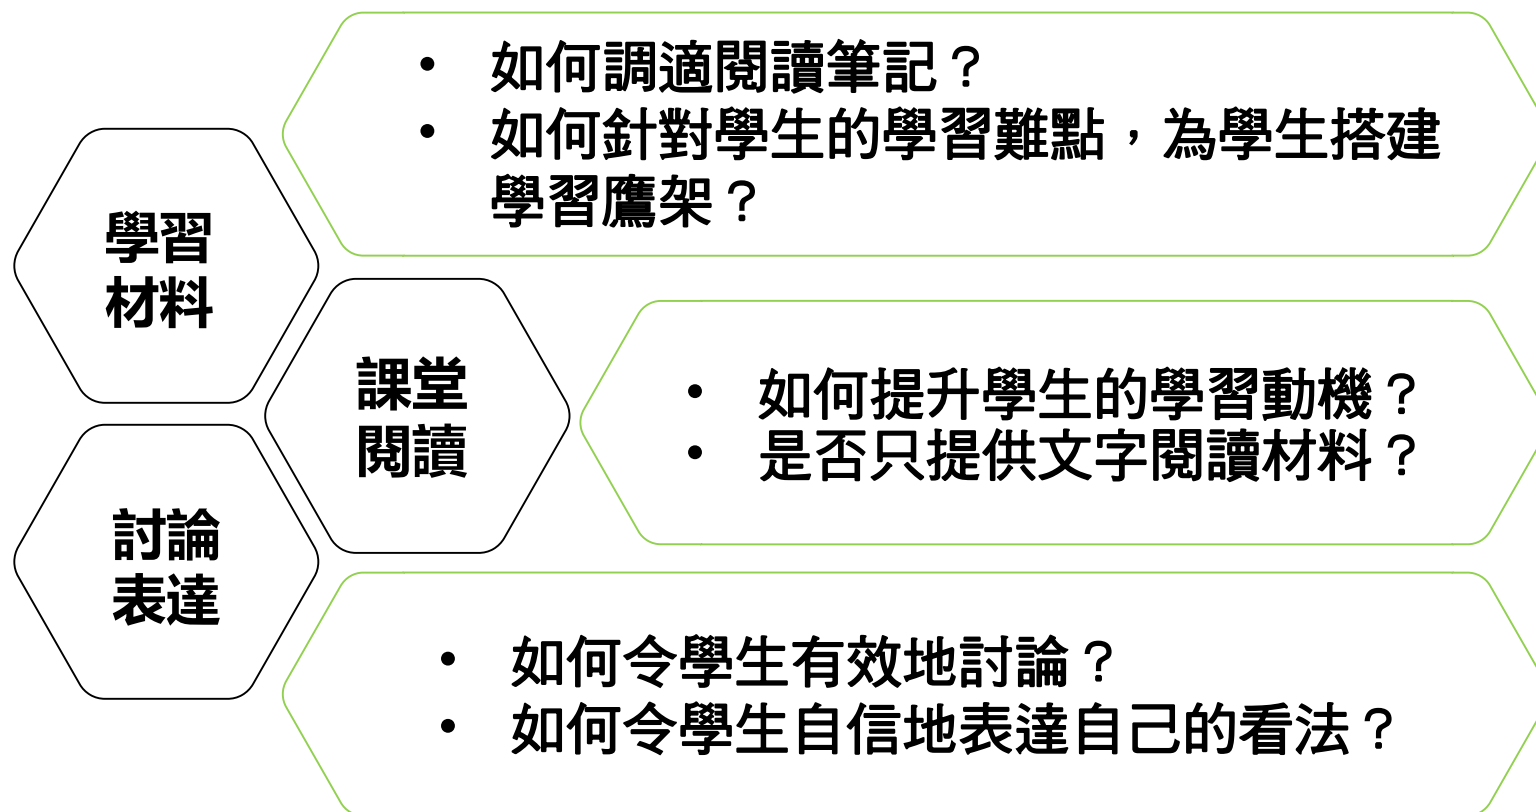 學習
材料
• 如何調適閱讀筆記？
• 如何針對學生的學習難點，為學生搭建
學習鷹架？
課堂
閱讀
• 如何提升學生的學習動機？
• 是否只提供文字閱讀材料？
討論
表達
• 如何令學生有效地討論？
• 如何令學生自信地表達自己的看法？